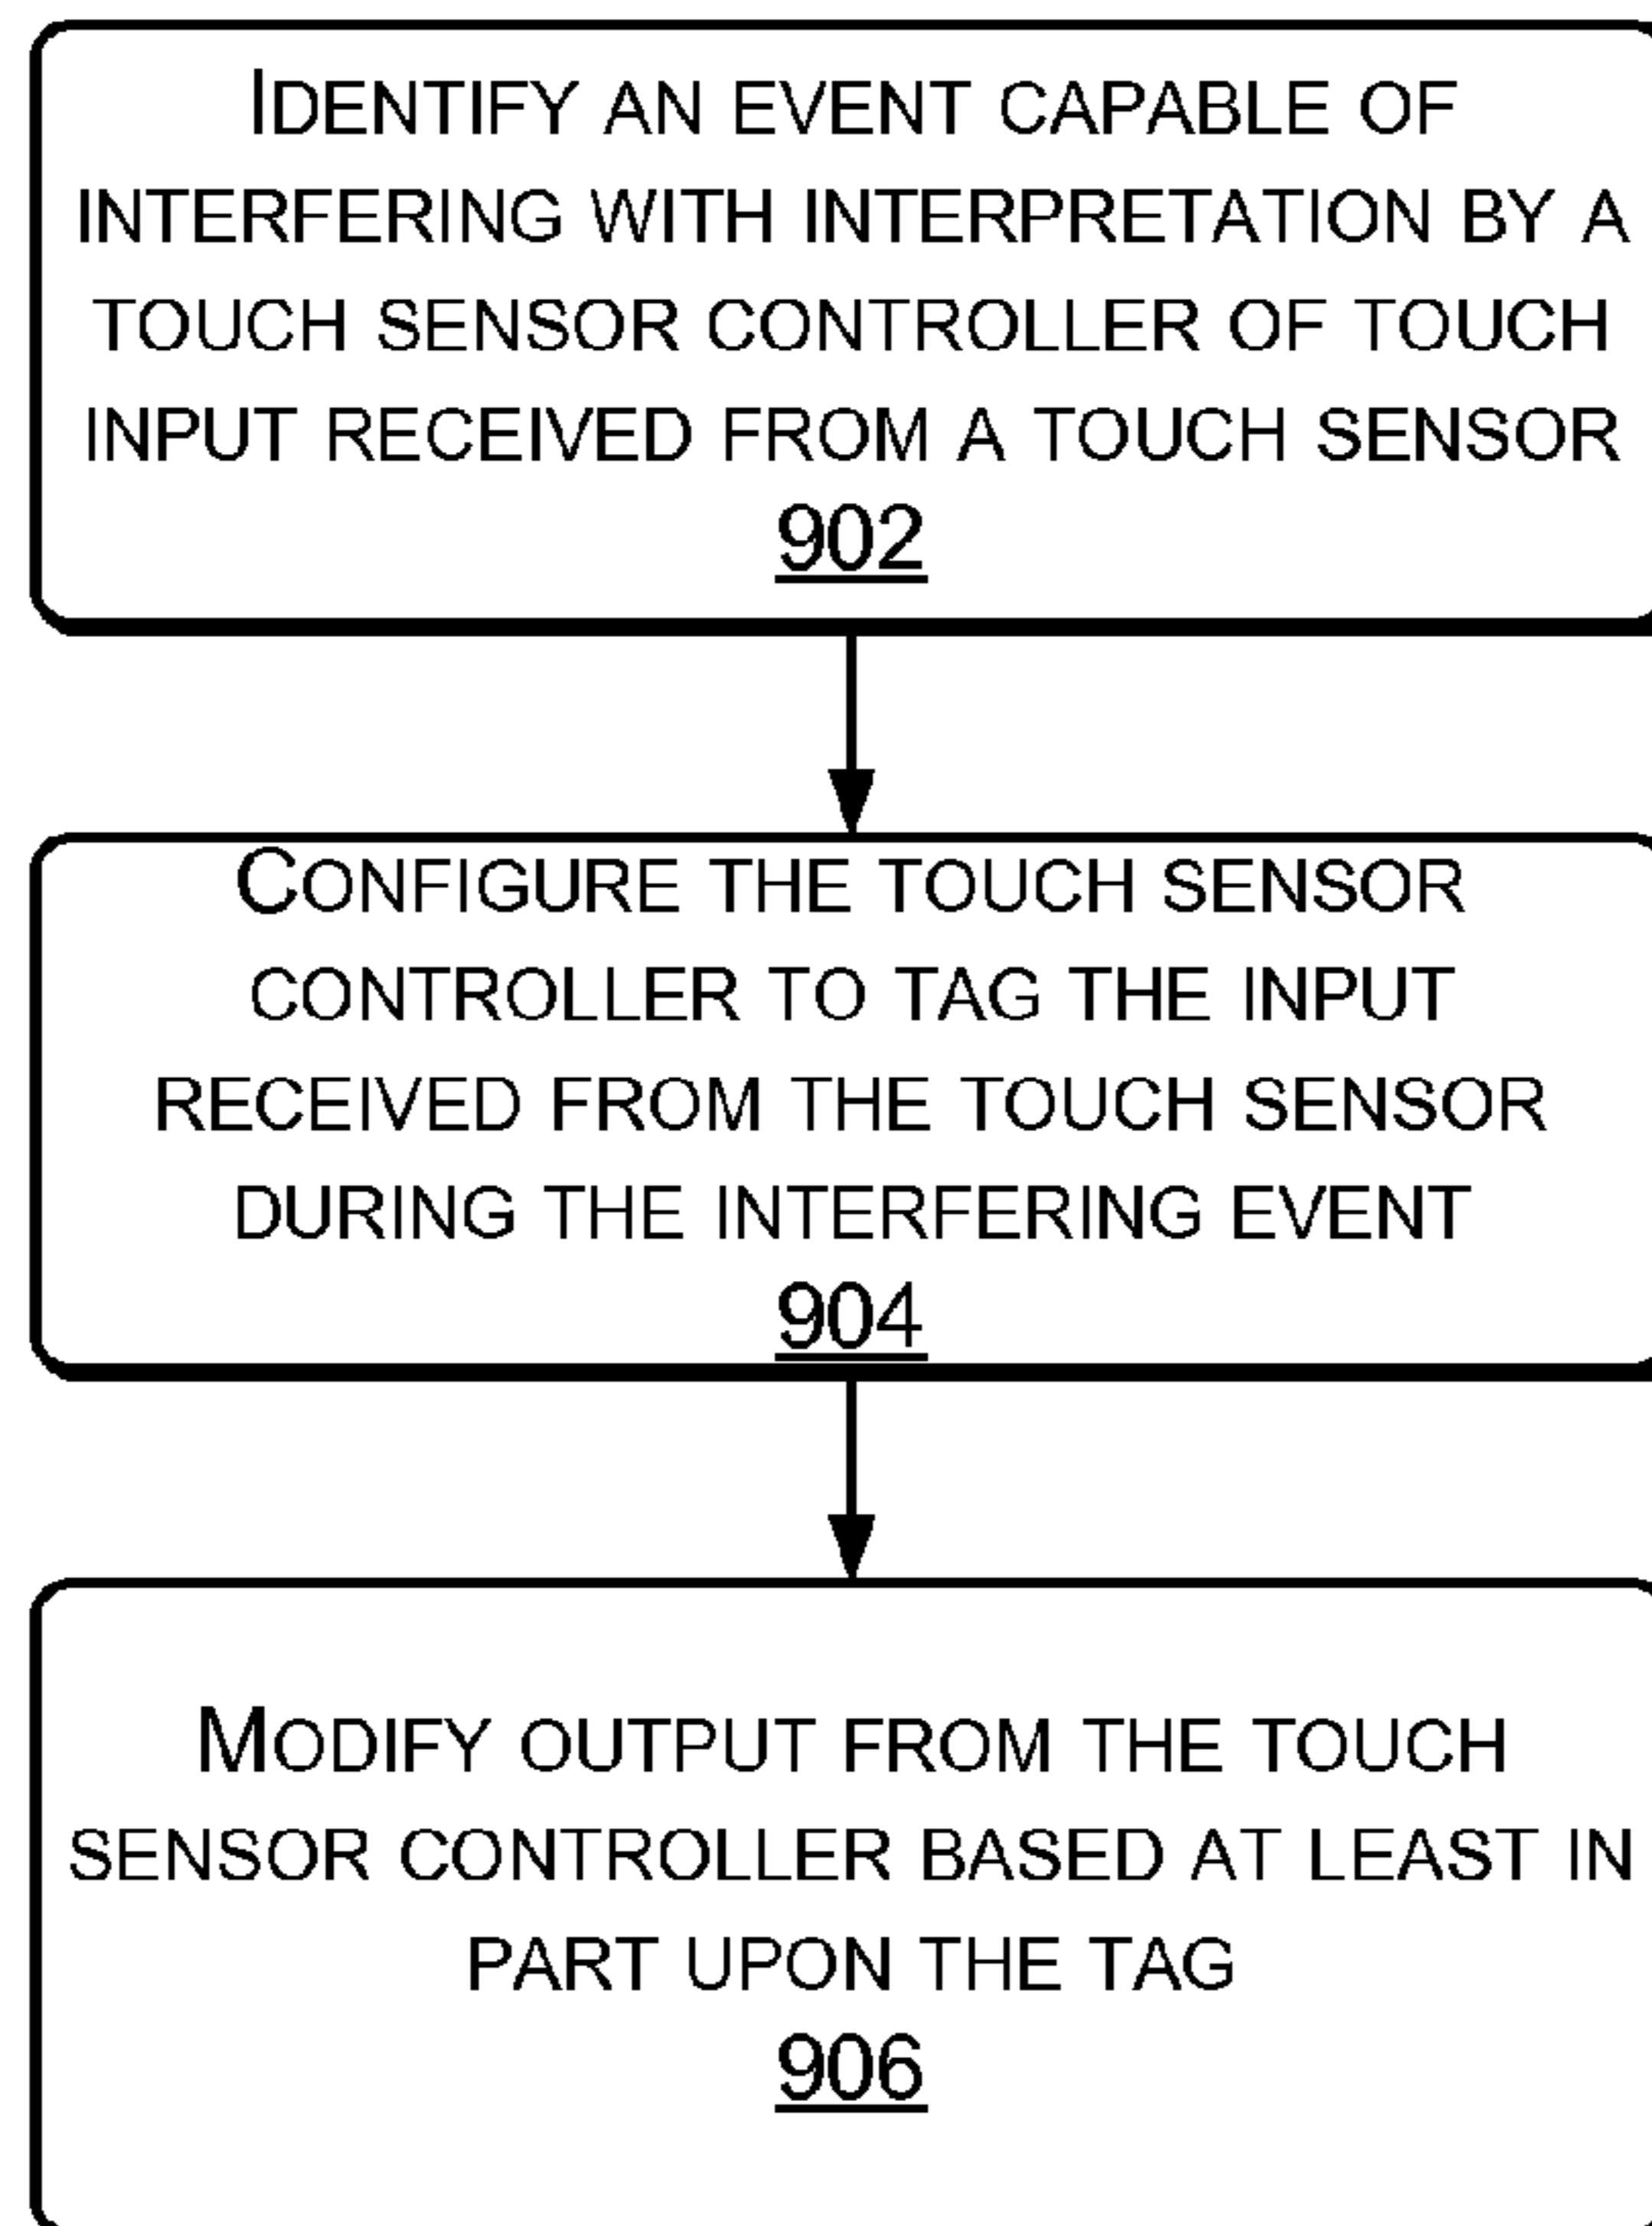 IDENTIFY AN EVENT CAPABLE OF
INTERFERING WITH INTERPRETATION BY A
TOUCH SENSOR CONTROLLER OF TOUCH
INPUT RECEIVED FROM A TOUCH SENSOR
902
CONFIGURE THE TOUCH SENSOR
CONTROLLER TO TAG THE INPUT
RECEIVED FROM THE TOUCH SENSOR
DURING THE INTERFERING EVENT
904
MODIFY OUTPUT FROM THE TOUCH
SENSOR CONTROLLER BASED AT LEAST IN
PART UPON THE TAG
906